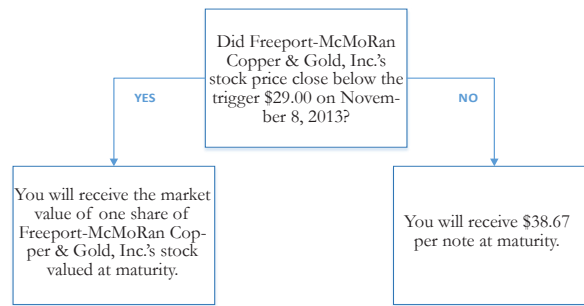 Did Freeport-McMoRan
Copper & Gold, Inc.'s
stock price close below the
trigger $29.00 on Novem-
ber 8, 2013?
YES
NO
You will receive the market
value of one share of
Freeport-McMoRan Cop-
per & Gold, Inc.'s stock
valued at maturity.
You will receive $38.67
per note at maturity.